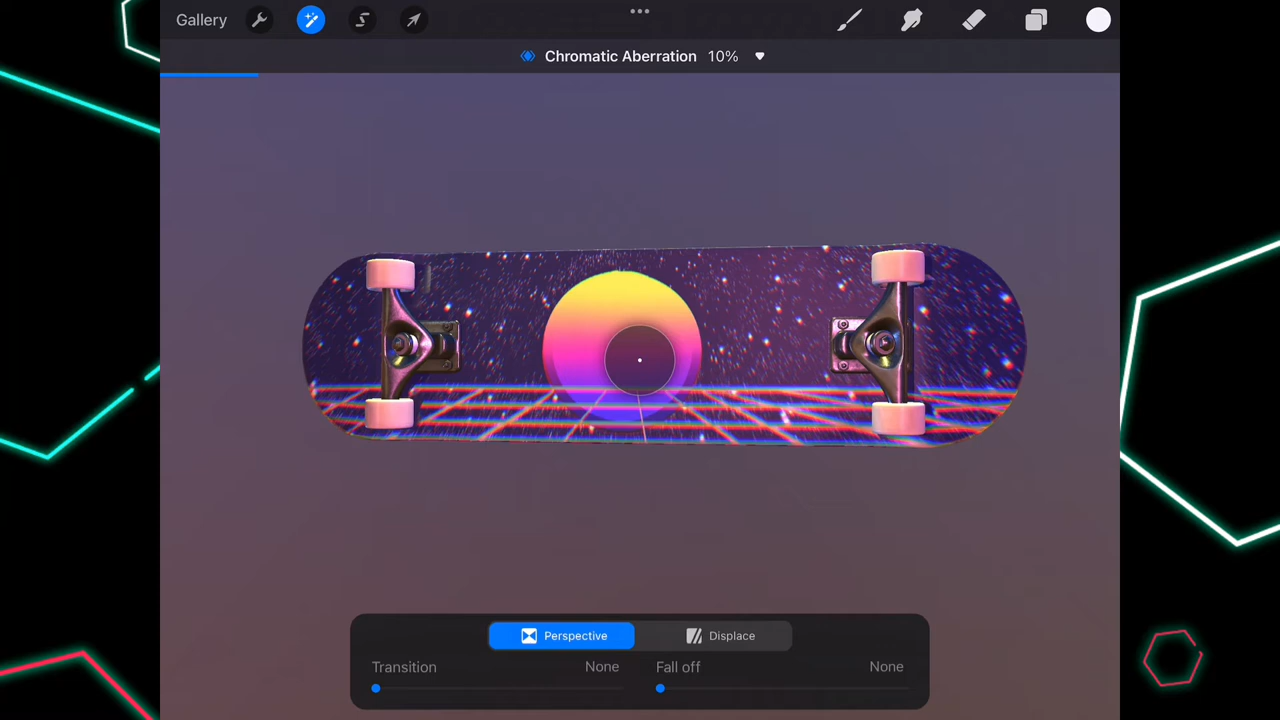 Gallery
Chromatic Aberration 10%
Perspective Displace
Transition None Fall off None